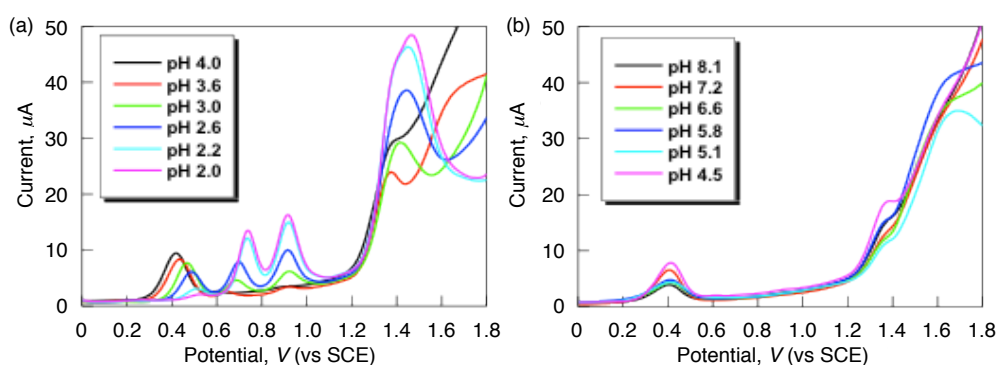 (a)
50
40
30
20
10
0
Current, μA
pH 4.0
pH 3.6
pH 3.0
pH 2.6
pH 2.2
pH 2.0
0 0.2 0.4 0.6 0.8 1.0 1.2 1.4 1.6 1.8
Potential, V (vs SCE)
(b)
50
40
30
20
10
0
Current, μA
pH 8.1
pH 7.2
pH 6.6
pH 5.8
pH 5.1
pH 4.5
0 0.2 0.4 0.6 0.8 1.0 1.2 1.4 1.6 1.8
Potential, V (vs SCE)